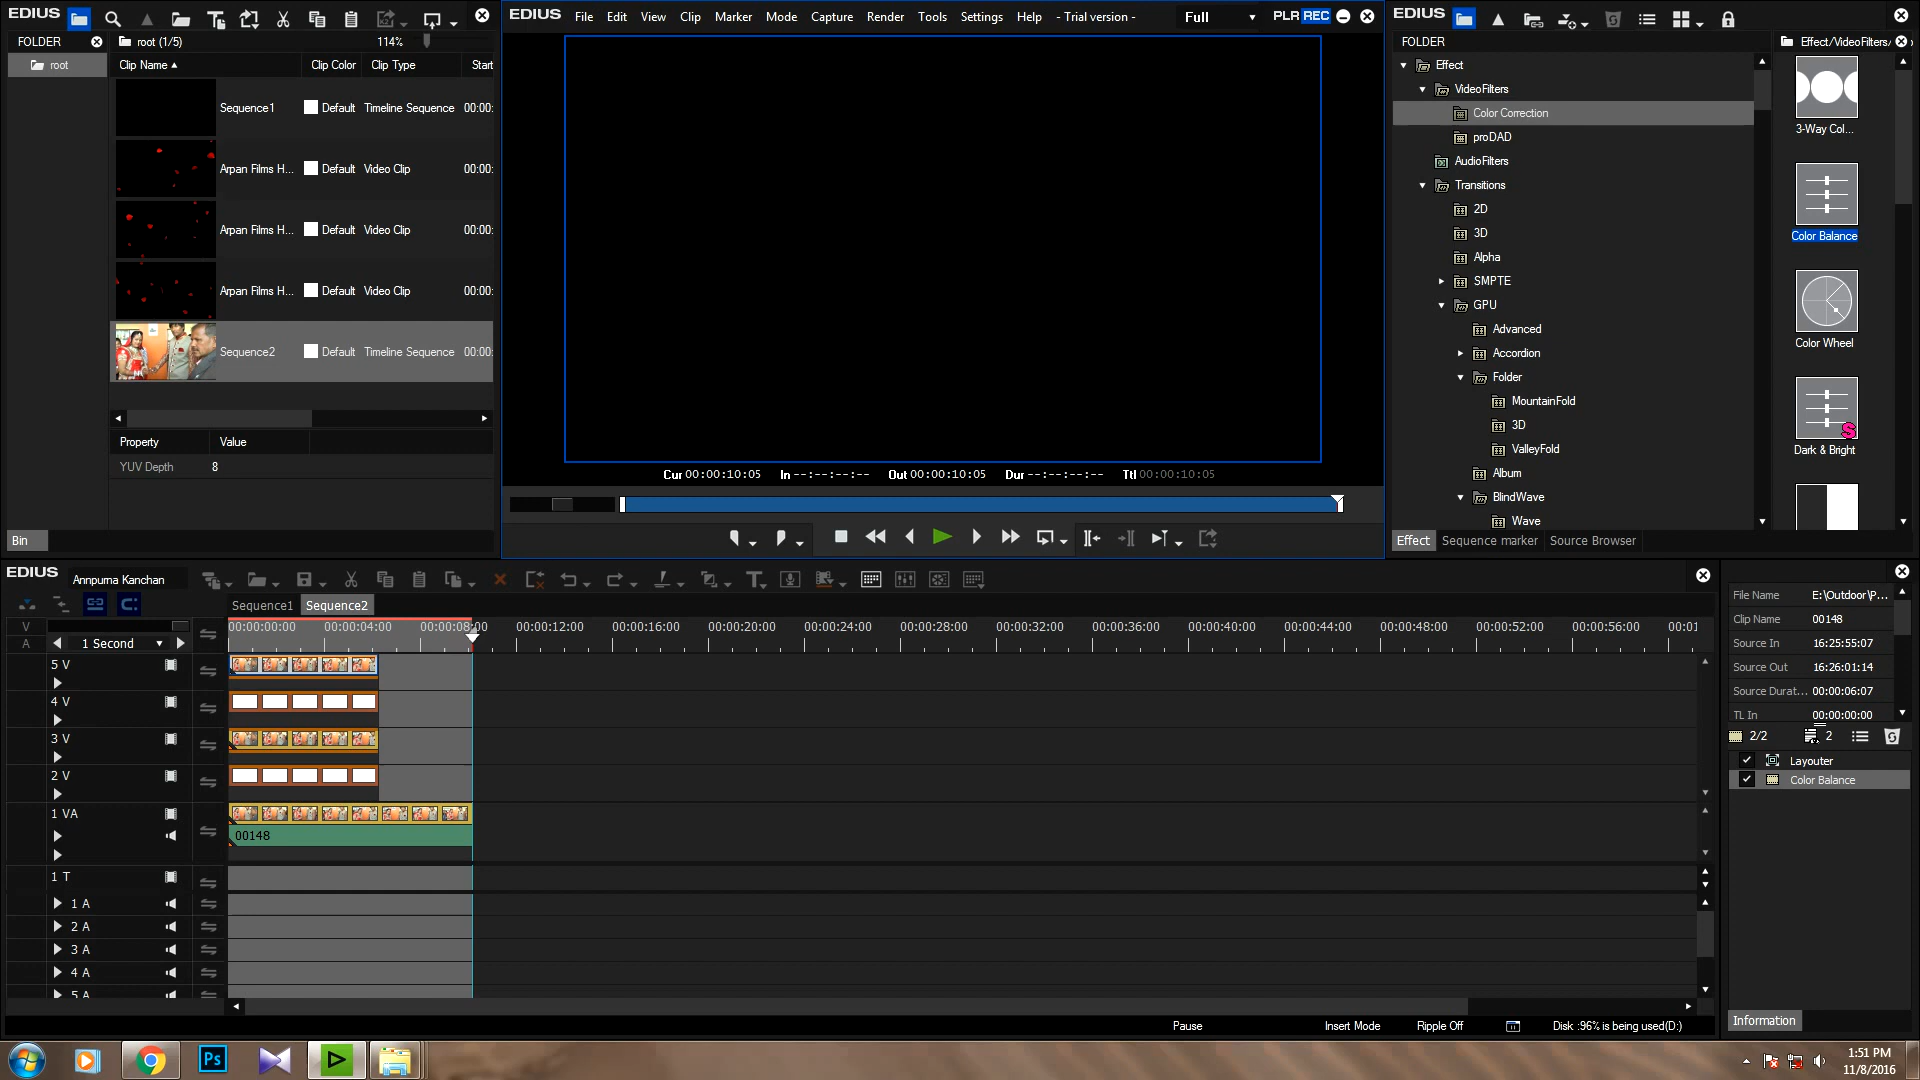 EDIUS
FOLDER
root (1/5)
114%
root
Clip Name
Clip Color
Clip Type
Start
Sequence1
Default
Timeline Sequence
00:00:
Arpan Films H...
Default
Video Clip
00:00:
Arpan Films H...
Default
Video Clip
00:00:
Arpan Films H...
Default
Video Clip
00:00:
Sequence2
Default
Timeline Sequence
00:00:
Property
Value
YUV Depth
8
Bin
EDIUS
File
Edit
View
Clip
Marker
Mode
Capture
Render
Tools
Settings
Help
- Trial version -
Full
PLR REC
Cur 00:00:10:05
In --:--:--:--
Out 00:00:10:05
Dur --:--:--:--
Ttl 00:00:10:05
EDIUS
FOLDER
Effect
VideoFilters
Color Correction
proDAD
AudioFilters
Transitions
2D
3D
Alpha
SMPTE
GPU
Advanced
Accordion
Folder
MountainFold
3D
ValleyFold
Album
BlindWave
Wave
Effect/VideoFilters/
3-Way Col...
Color Balance
Color Wheel
S
Dark & Bright
Effect
Sequence marker
Source Browser
EDIUS
Annpurna Kanchan
Sequence1
Sequence2
V
A
1 Second
00:00:00:00
00:00:04:00
00:00:08:00
00:00:12:00
00:00:16:00
00:00:20:00
00:00:24:00
00:00:28:00
00:00:32:00
00:00:36:00
00:00:40:00
00:00:44:00
00:00:48:00
00:00:52:00
00:00:56:00
00:01
5 V
4 V
3 V
2 V
1 VA
00148
1 T
1 A
2 A
3 A
4 A
5 A
File Name
E:\Outdoor\P...
Clip Name
00148
Source In
16:25:55:07
Source Out
16:26:01:14
Source Durat...
00:00:06:07
TL In
00:00:00:00
2/2
2
Layouter
Color Balance
Information
Pause
Insert Mode
Ripple Off
Disk :96% is being used(D:)
Ps
1:51 PM
11/8/2016